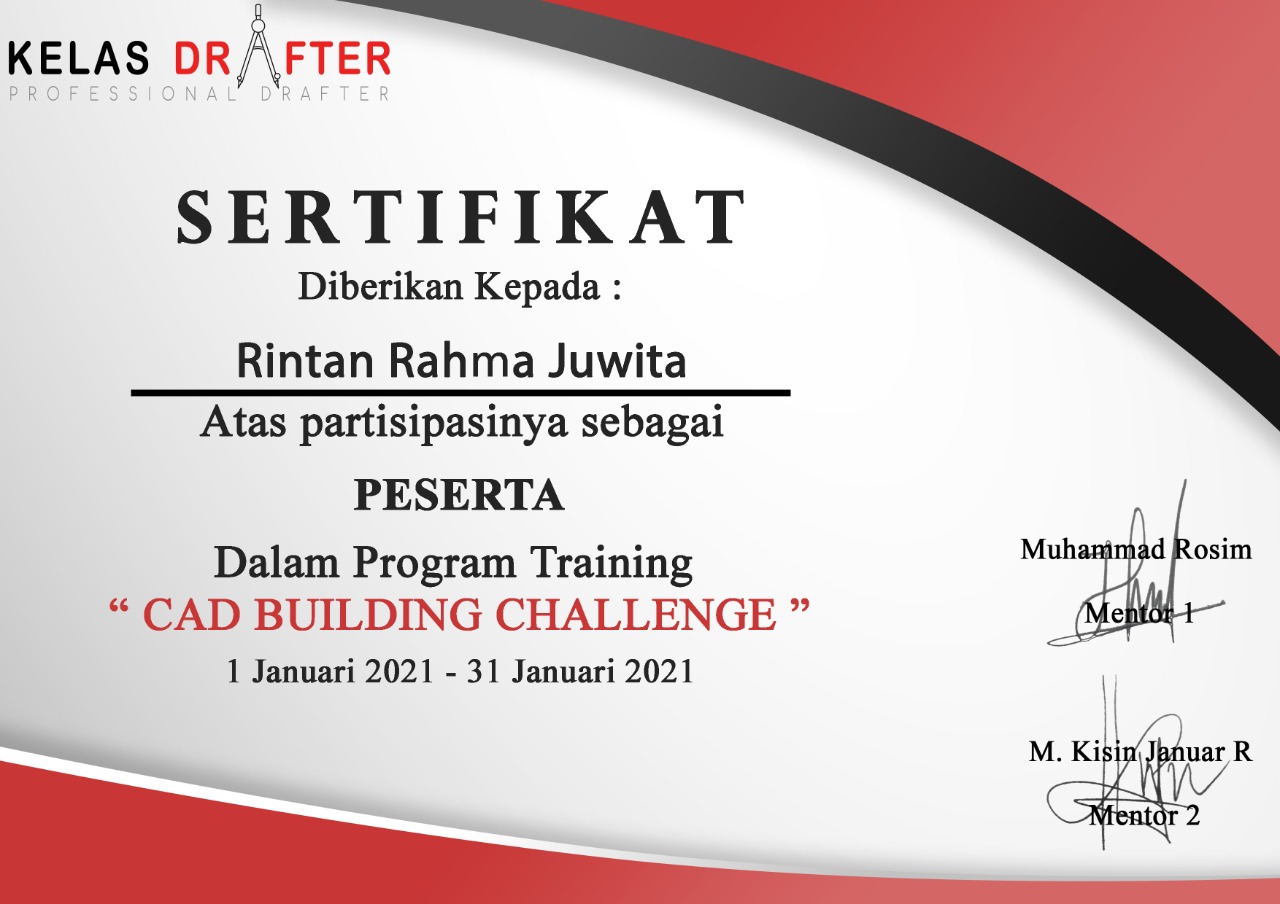 KELAS DRAFTER
PROFESSIONAL DRAFTER
SERTIFIKAT
Diberikan Kepada :
Rintan Rahma Juwita
Atas partisipasinya sebagai
PESERTA
Dalam Program Training
“ CAD BUILDING CHALLENGE ”
1 Januari 2021 - 31 Januari 2021
Muhammad Rosim
Mentor 1
M. Kisin Januar R
Mentor 2